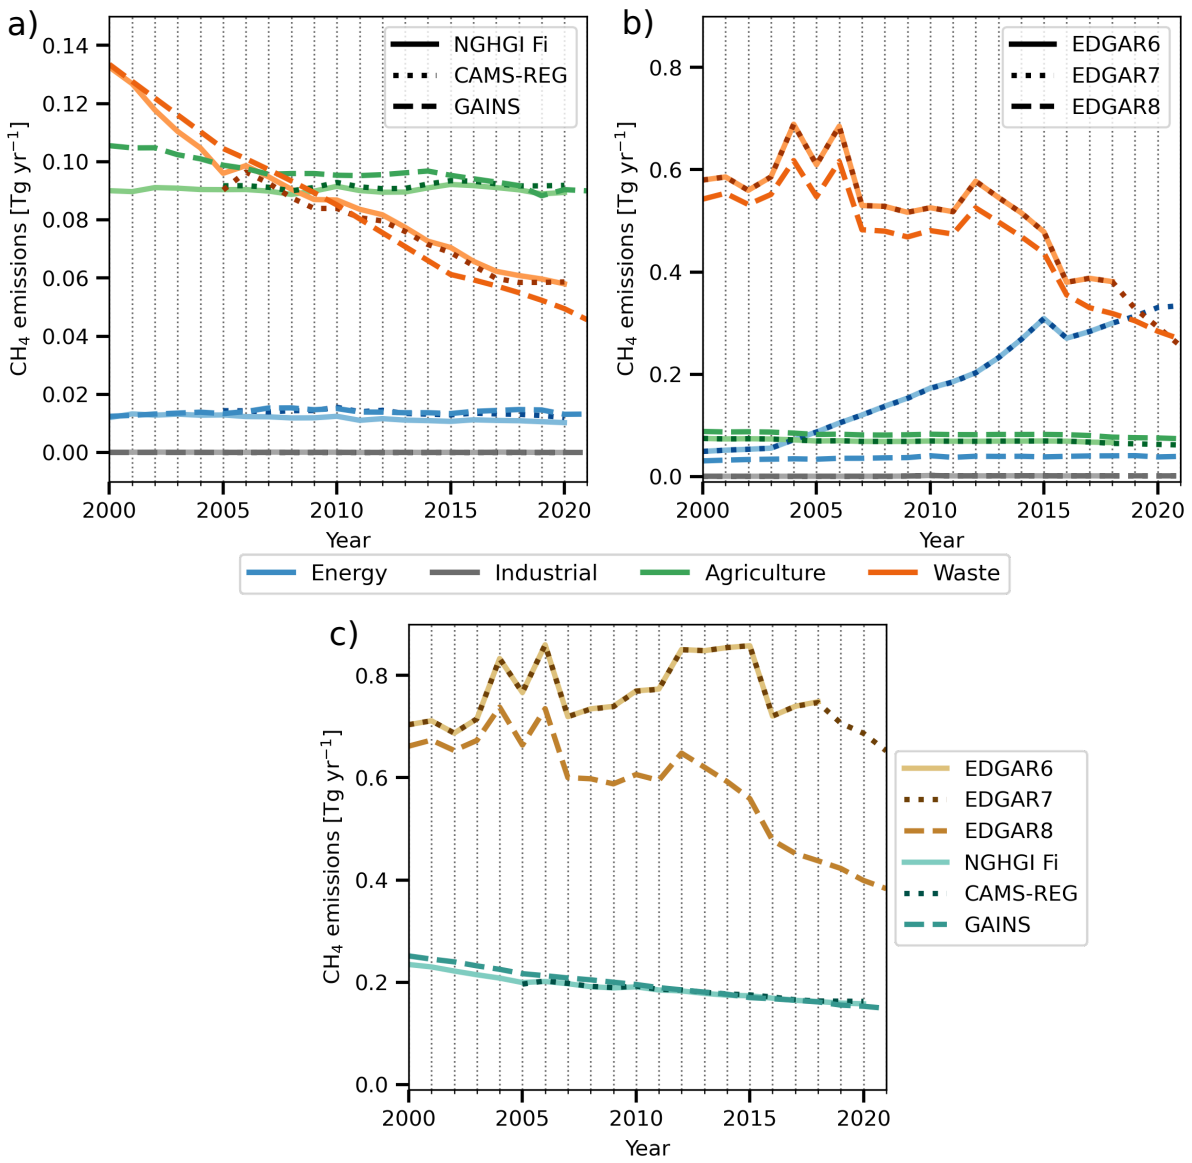 a)
CH₄ emissions [Tg yr⁻¹]
0.14
0.12
0.10
0.08
0.06
0.04
0.02
0.00
NGHGI Fi
CAMS-REG
GAINS
2000 2005 2010 2015 2020
Year
b)
CH₄ emissions [Tg yr⁻¹]
0.8
0.6
0.4
0.2
0.0
EDGAR6
EDGAR7
EDGAR8
2000 2005 2010 2015 2020
Year
Energy Industrial Agriculture Waste
c)
CH₄ emissions [Tg yr⁻¹]
0.8
0.6
0.4
0.2
0.0
2000 2005 2010 2015 2020
Year
EDGAR6
EDGAR7
EDGAR8
NGHGI Fi
CAMS-REG
GAINS